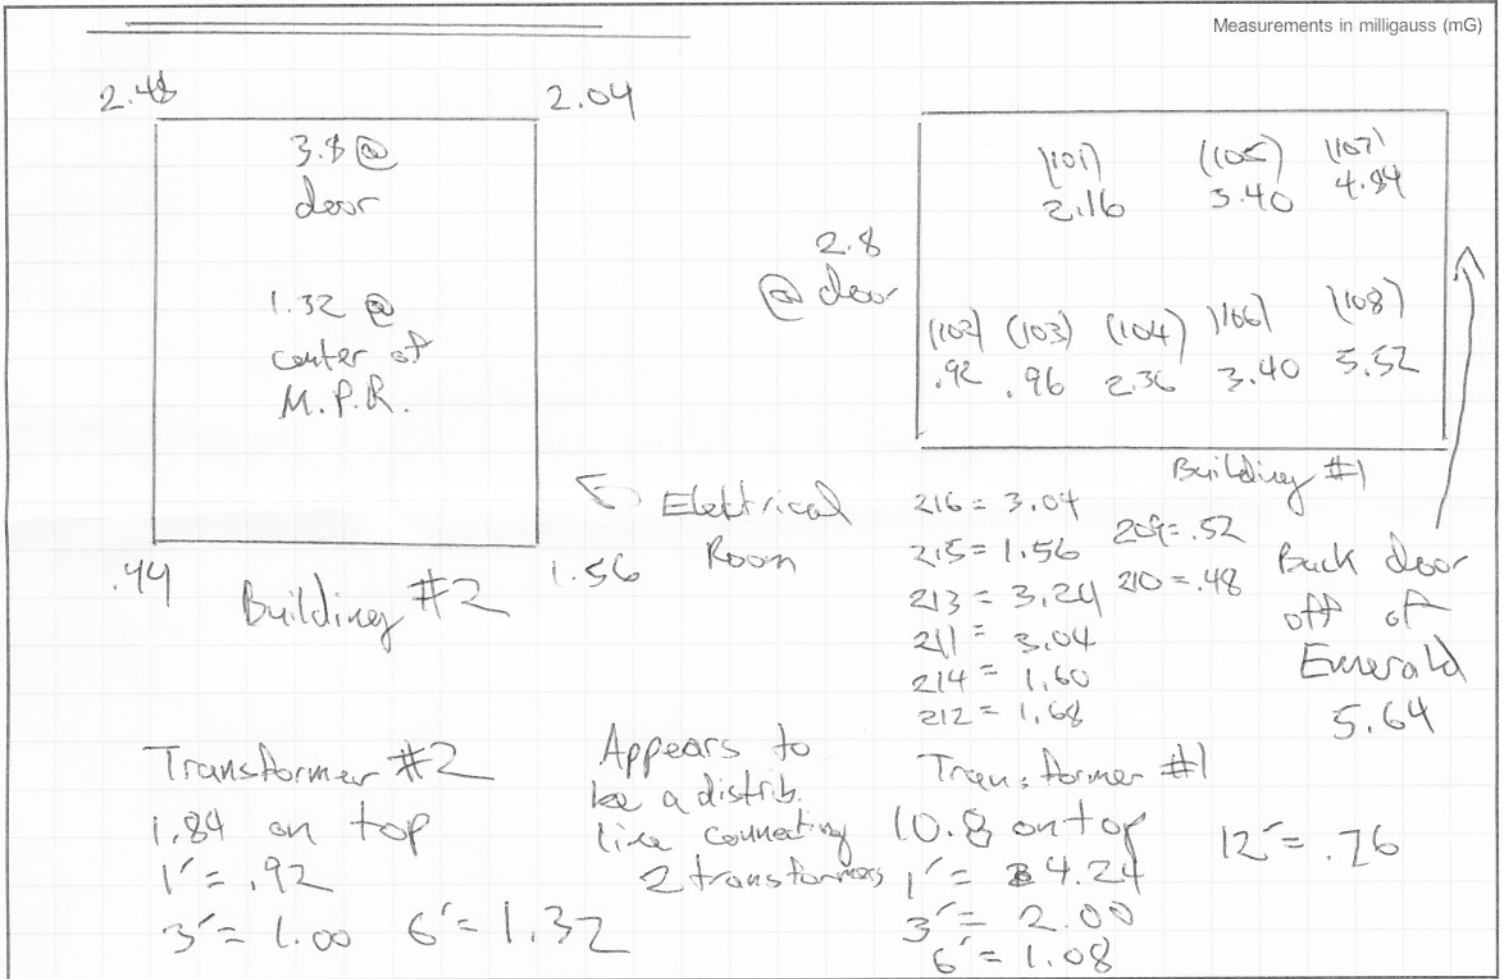 Measurements in milligauss (mG)
2.48
2.04
3.8 @
door
1.32 @
center of
M.P.R.
.44
1.56
Building #2
Electrical
Room
2.8
@ door
(101)
2.16
(105)
3.40
(107)
4.84
(102) (103) (104) (106) (108)
.92 .96 2.36 3.40 5.52
Building #1
216 = 3.04
215 = 1.56
213 = 3.24
211 = 3.04
214 = 1.60
212 = 1.68
209 = .52
210 = .48
Back door
off of
Emerald
5.64
Transformer #2
1.84 on top
1' = .92
3' = 1.00 6' = 1.32
Appears to
be a distrib.
line connecting
2 transformers
Transformer #1
10.8 on top
1' = 4.24
3' = 2.00
6' = 1.08
12' = .76